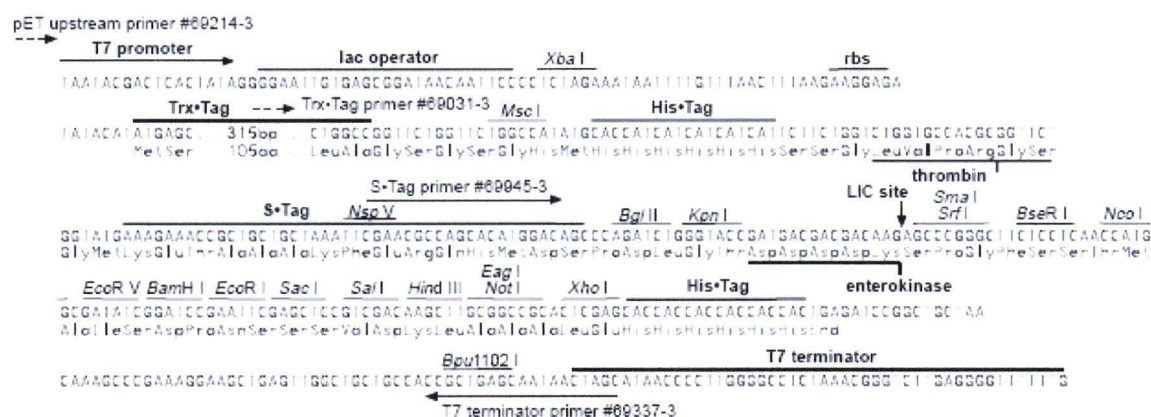 pET upstream primer #69214-3
T7 promoter lac operator Xba I rbs
TAATACGACTCACTATAGGGGAATTGTGAGCGGATAACAATTCCCCTCTAGAAATAATTTTGTTTAACTTTAAGAAGGAGA
Trx•Tag Trx•Tag primer #69031-3 Msc I His•Tag
TATACATATGAGC... 315bp ...CTGGCCGGTTCTGGTTCTGGCCATATGCACCATCATCATCATCATTCTTCTGGTCTGGTGCCACGCGGTTCT
MetSer 105aa ...LeuAlaGlySerGlySerGlyHisMetHisHisHisHisHisHisSerSerGlyLeuValProArgGlySer
thrombin
S•Tag primer #69945-3 LIC site Sma I
S•Tag Nsp V Bgl II Kpn I Srf I BseR I Nco I
GGTATGAAAGAAACCGCTGCTGCTAAATTCGAACGCCAGCACATGGACAGCCCAGATCTGGGTACCGATGACGACGACAAGAGCCCGGGCTTCTCCTCAACCATG
GlyMetLysGluThrAlaAlaAlaLysPheGluArgGlnHisMetAspSerProAspLeuGlyThrAspAspAspAspLysSerProGlyPheSerSerThrMet
Eag I enterokinase
EcoR V BamH I EcoR I Sac I Sal I Hind III Not I Xho I His•Tag
GCGATATCGGATCCGAATTCGAGCTCCGTCGACAAGCTTGCGGCCGCACTCGAGCACCACCACCACCACCACTGAGATCCGGCTGCTAA
AlaIleSerAspProAsnSerSerSerValAspLysLeuAlaAlaAlaLeuGluHisHisHisHisHisHisEnd
Bpu1102 I T7 terminator
CAAAGCCCGAAAGGAAGCTGAGTTGGCTGCTGCCACCGCTGAGCAATAACTAGCATAACCCCTTGGGGCCTCTAAACGGGTCTTGAGGGGTTTTTTG
T7 terminator primer #69337-3